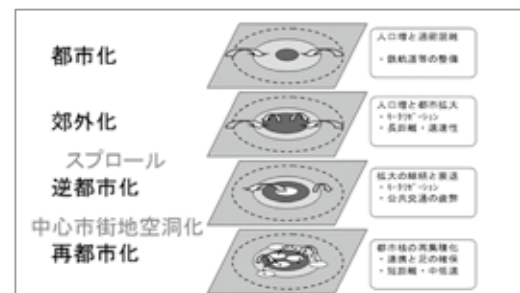 都市化
人口増と過密混雑
・鉄軌道等の整備
郊外化
人口増と都市拡大
・ﾓｰﾀﾘｾﾞｰｼｮﾝ
・長距離・速達性
スプロール
逆都市化
拡大の継続と衰退
・ﾓｰﾀﾘｾﾞｰｼｮﾝ
・公共交通の疲弊
中心市街地空洞化
再都市化
都市核の再集積化
・連携と足の確保
・短距離・中低速